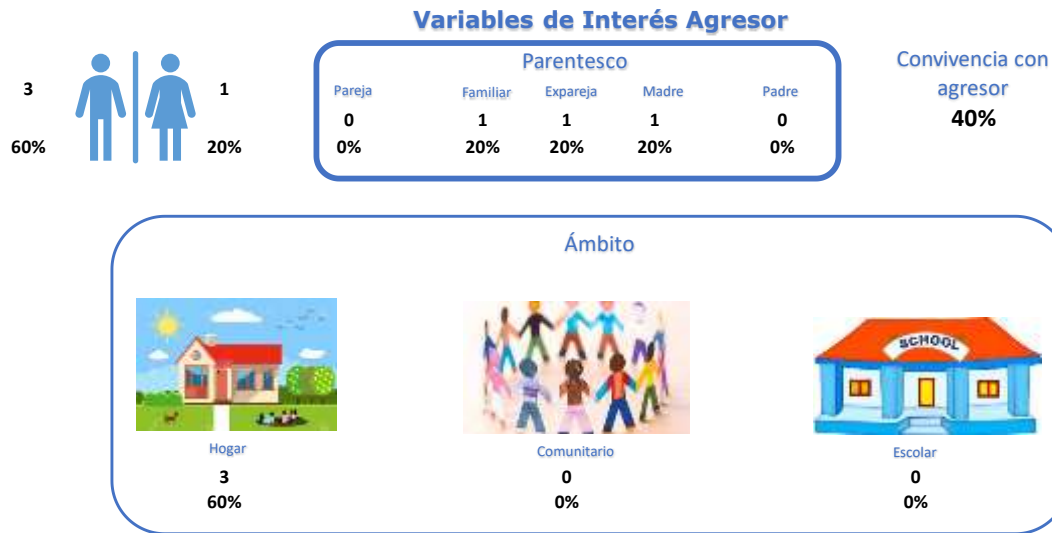 Variables de Interés Agresor
3
1
60%
20%
Parentesco
Pareja Familiar Expareja Madre Padre
0 1 1 1 0
0% 20% 20% 20% 0%
Convivencia con
agresor
40%
Ámbito
SCHOOL
Hogar Comunitario Escolar
3 0 0
60% 0% 0%